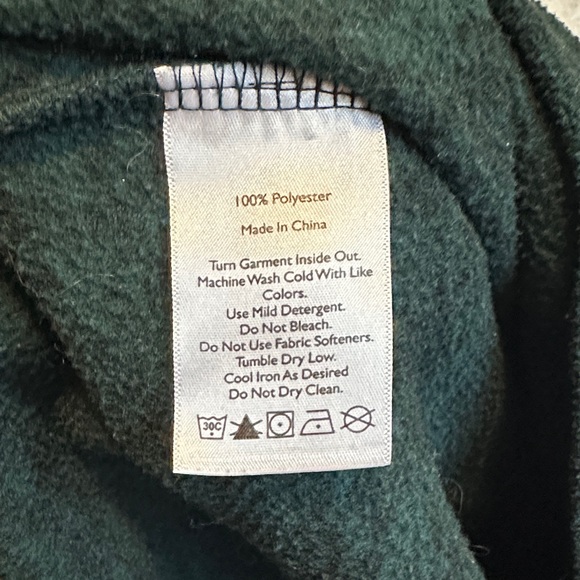 100% Polyester
Made In China
Turn Garment Inside Out.
Machine Wash Cold With Like
Colors.
Use Mild Detergent.
Do Not Bleach.
Do Not Use Fabric Softeners.
Tumble Dry Low.
Cool Iron As Desired
Do Not Dry Clean.
30C